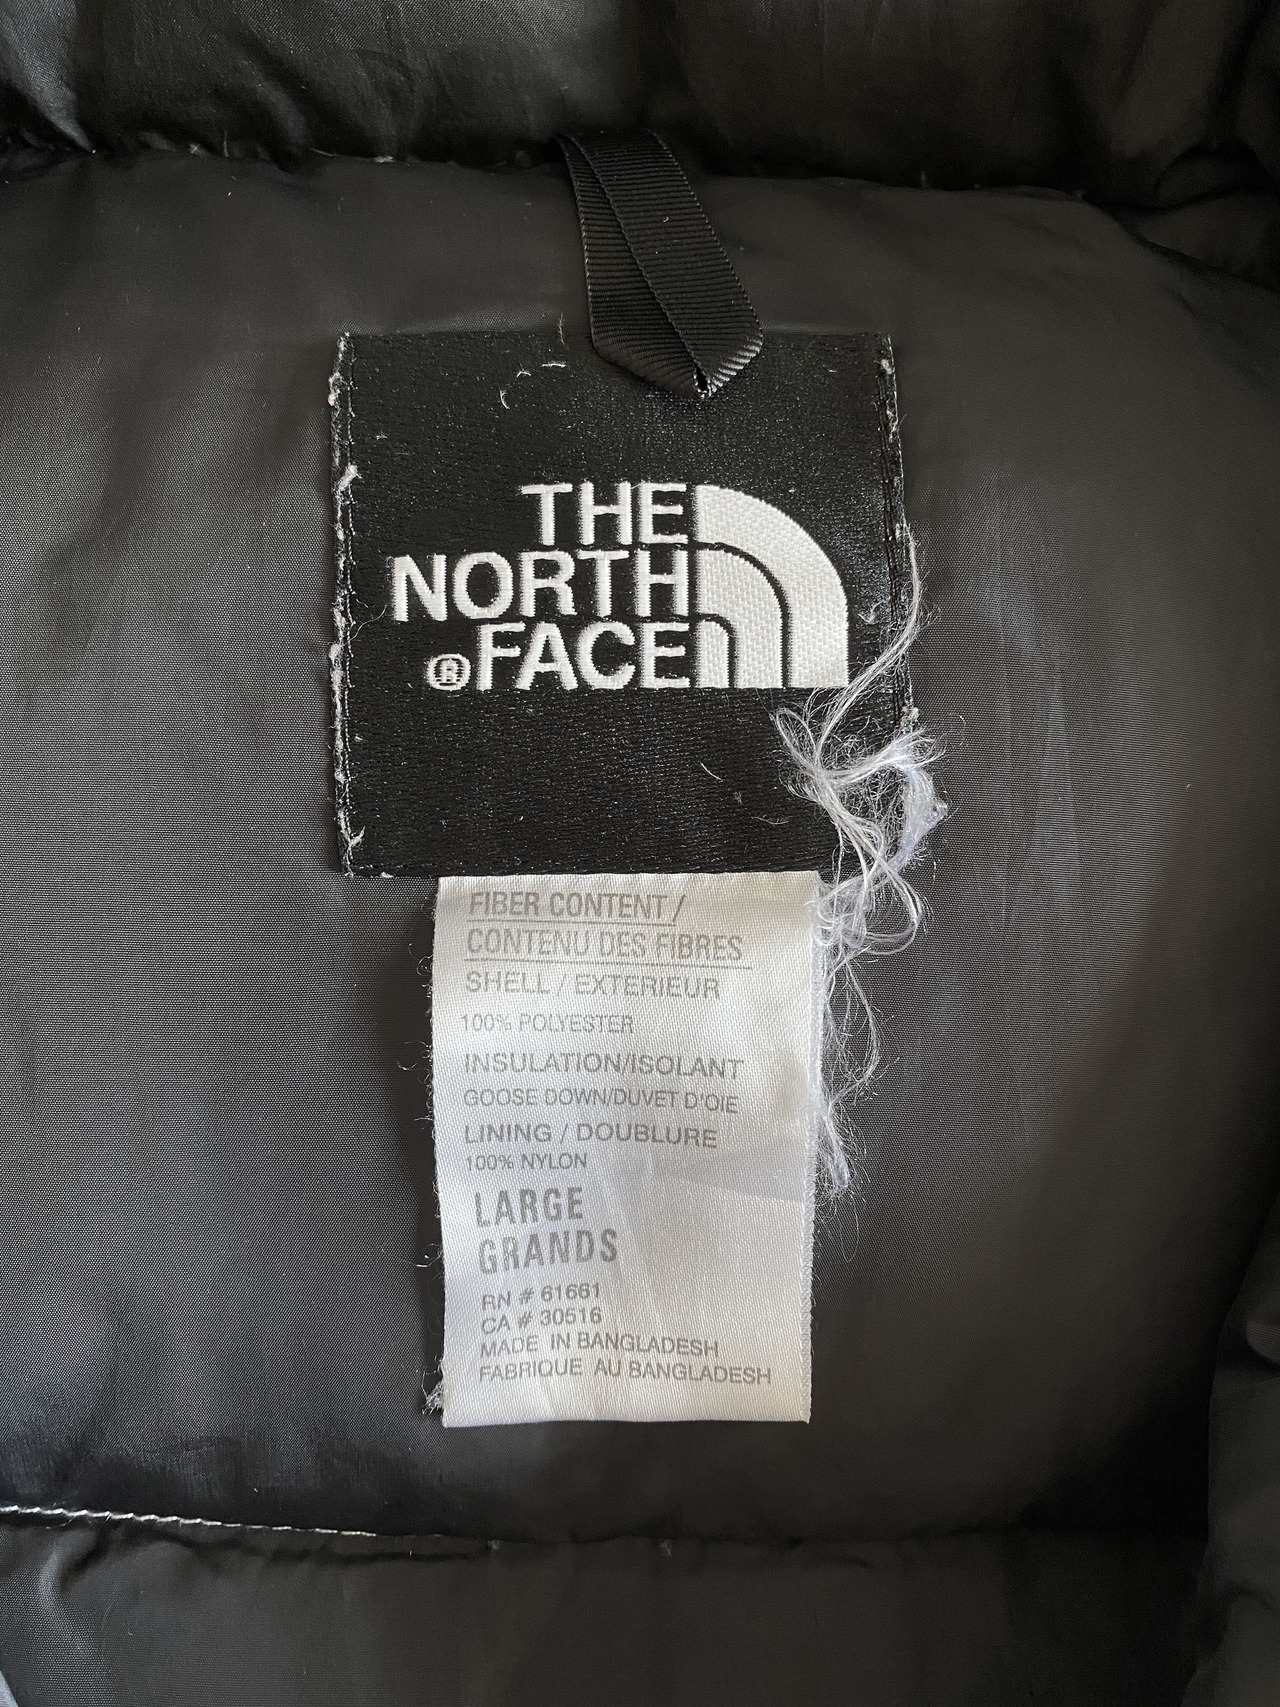 THE
NORTH
® FACE
FIBER CONTENT /
CONTENU DES FIBRES
SHELL / EXTERIEUR
100% POLYESTER
INSULATION/ISOLANT
GOOSE DOWN/DUVET D'OIE
LINING / DOUBLURE
100% NYLON
LARGE
GRANDS
RN # 61661
CA # 30516
MADE IN BANGLADESH
FABRIQUE AU BANGLADESH